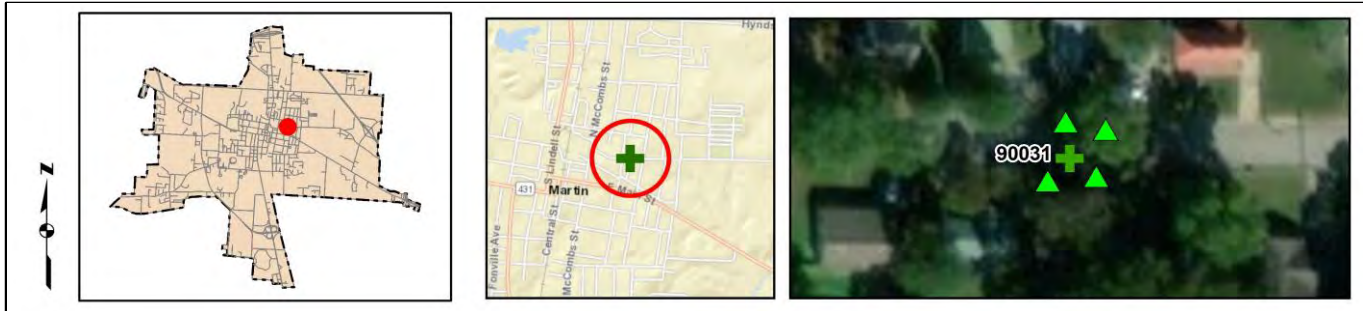 Z
Hynds
N McCombs St
S Lindell St
431
Martin
E Main St
Central St
McCombs St
Fonville Ave
90031